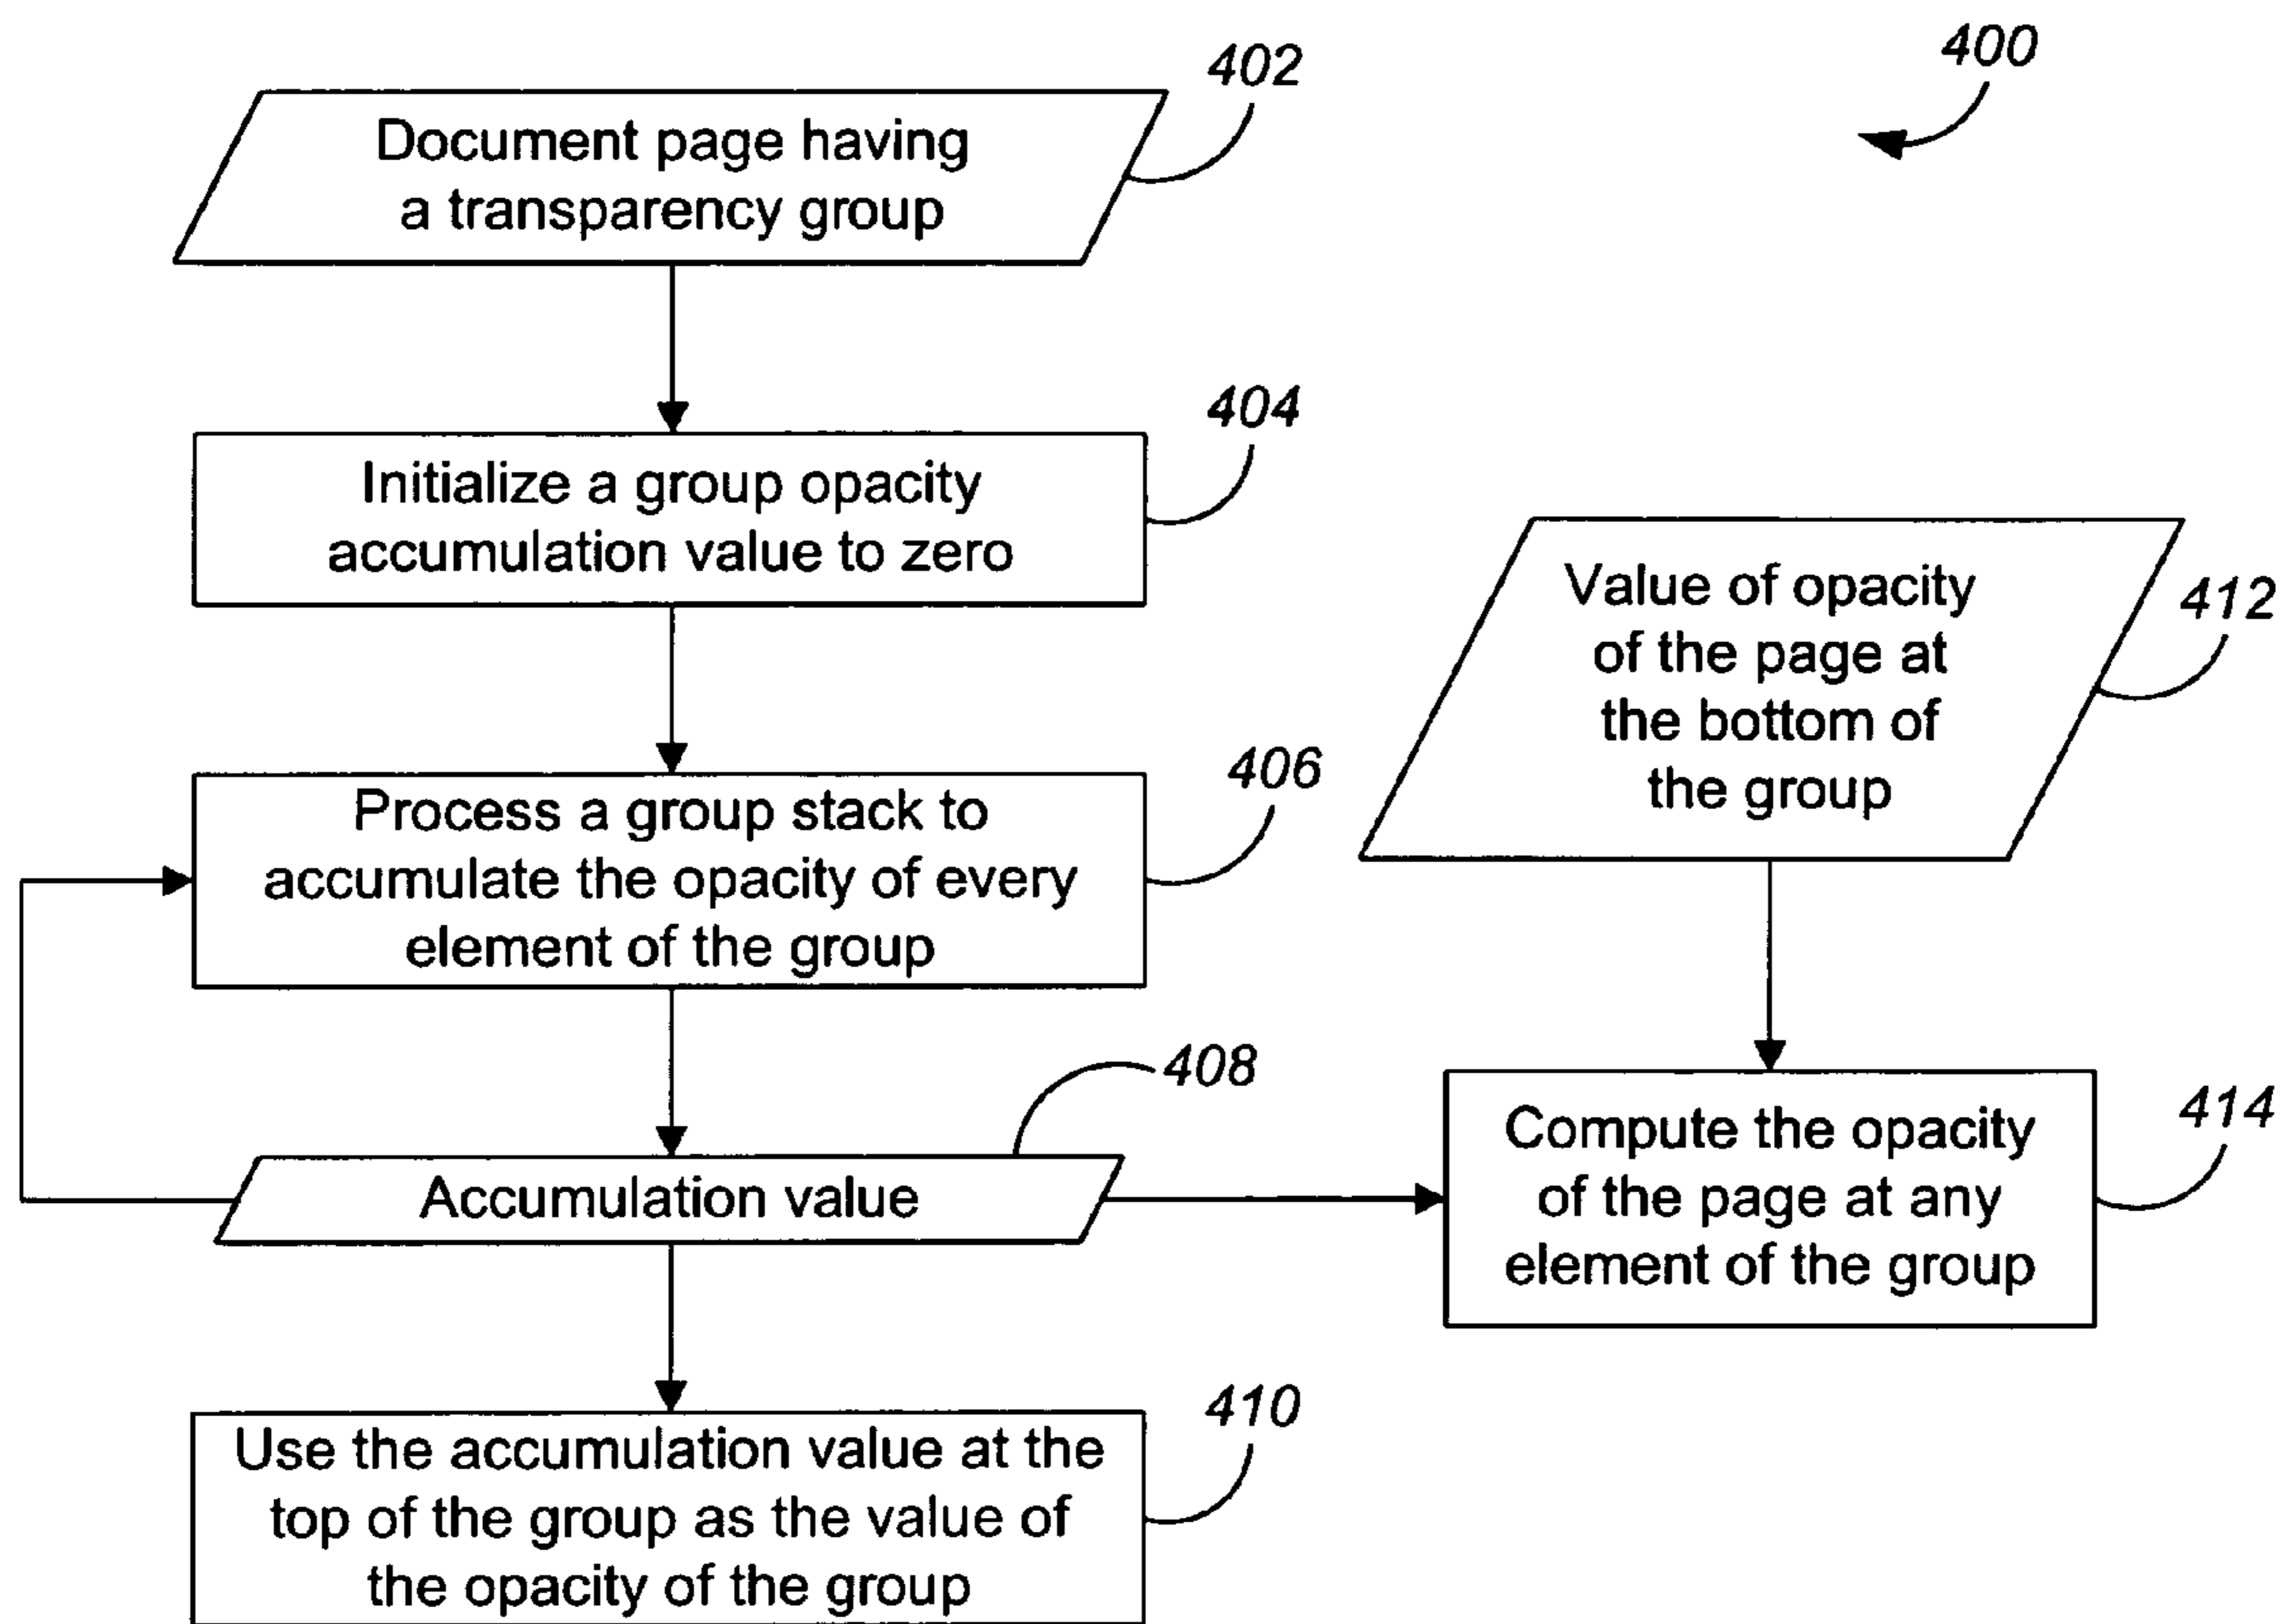 400
402
Document page having
a transparency group
404
Initialize a group opacity
accumulation value to zero
406
Process a group stack to
accumulate the opacity of every
element of the group
408
Accumulation value
410
Use the accumulation value at the
top of the group as the value of
the opacity of the group
412
Value of opacity
of the page at
the bottom of
the group
414
Compute the opacity
of the page at any
element of the group